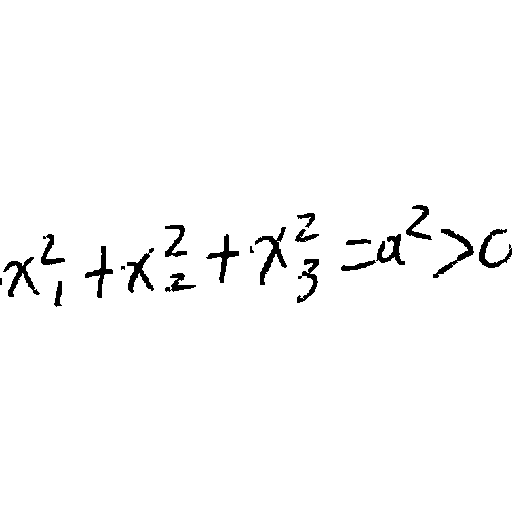 x_1^2 + x_2^2 + x_3^2 = a^2 > 0